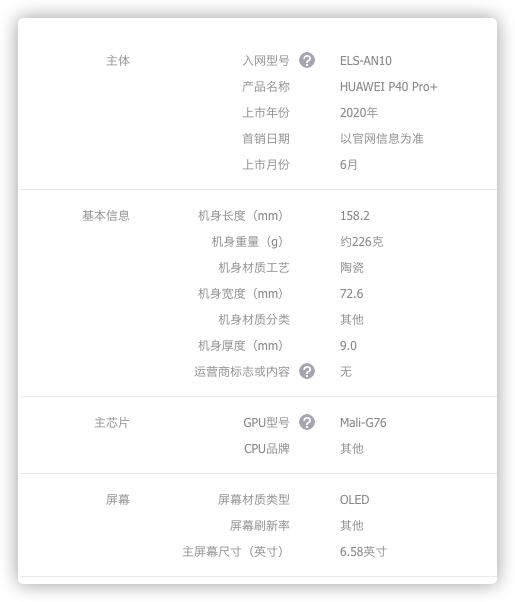 主体 入网型号 ? ELS-AN10
产品名称 HUAWEI P40 Pro+
上市年份 2020年
首销日期 以官网信息为准
上市月份 6月
基本信息 机身长度（mm） 158.2
机身重量（g） 约226克
机身材质工艺 陶瓷
机身宽度（mm） 72.6
机身材质分类 其他
机身厚度（mm） 9.0
运营商标志或内容 ? 无
主芯片 GPU型号 ? Mali-G76
CPU品牌 其他
屏幕 屏幕材质类型 OLED
屏幕刷新率 其他
主屏幕尺寸（英寸） 6.58英寸